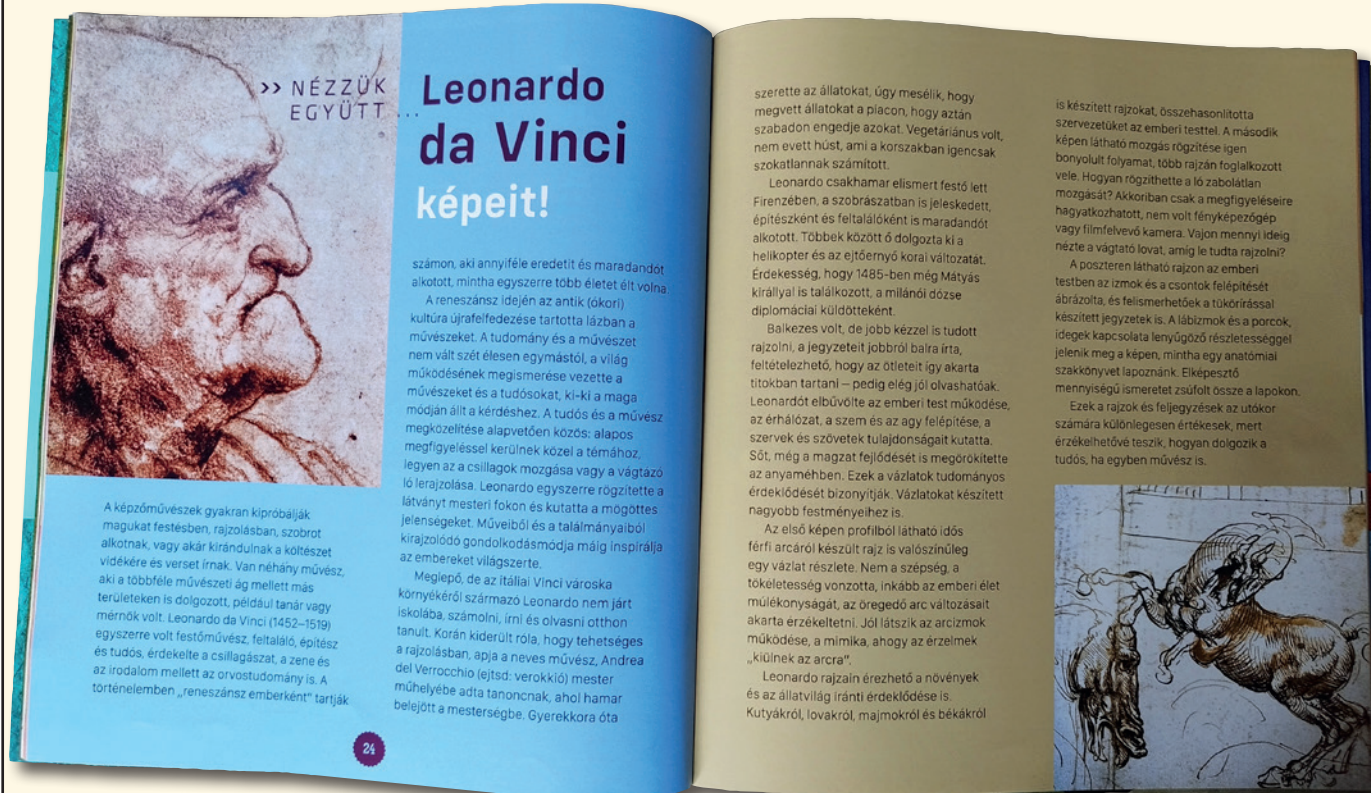 >> NÉZZÜK
EGYÜTT ...
Leonardo
da Vinci
képeit!
A képzőművészek gyakran kipróbálják
magukat festésben, rajzolásban, szobrot
alkotnak, vagy akár kirándulnak a költészet
vidékére és verset írnak. Van néhány művész,
aki a többféle művészeti ág mellett más
területeken is dolgozott, például tanár vagy
mérnök volt. Leonardo da Vinci (1452–1519)
egyszerre volt festőművész, feltaláló, építész
és tudós, érdekelte a csillagászat, a zene és
az irodalom mellett az orvostudomány is. A
történelemben „reneszánsz emberként" tartják
számon, aki annyiféle eredetit és maradandót
alkotott, mintha egyszerre több életet élt volna.
A reneszánsz idején az antik (ókori)
kultúra újrafelfedezése tartotta lázban a
művészeket. A tudomány és a művészet
nem vált szét élesen egymástól, a világ
működésének megismerése vezette a
művészeket és a tudósokat, ki-ki a maga
módján állt a kérdéshez. A tudós és a művész
megközelítése alapvetően közös: alapos
megfigyeléssel kerülnek közel a témához,
legyen az a csillagok mozgása vagy a vágtázó
ló lerajzolása. Leonardo egyszerre rögzítette a
látványt mesteri fokon és kutatta a mögöttes
jelenségeket. Műveiből és a találmányaiból
kirajzolódó gondolkodásmódja máig inspirálja
az embereket világszerte.
Meglepő, de az itáliai Vinci városka
környékéről származó Leonardo nem járt
iskolába, számolni, írni és olvasni otthon
tanult. Korán kiderült róla, hogy tehetséges
a rajzolásban, apja a neves művész, Andrea
del Verrocchio (ejtsd: verokkió) mester
műhelyébe adta tanoncnak, ahol hamar
belejött a mesterségbe. Gyerekkora óta
24
szerette az állatokat, úgy mesélik, hogy
megvett állatokat a piacon, hogy aztán
szabadon engedje azokat. Vegetáriánus volt,
nem evett húst, ami a korszakban igencsak
szokatlannak számított.
Leonardo csakhamar elismert festő lett
Firenzében, a szobrászatban is jeleskedett,
építészként és feltalálóként is maradandót
alkotott. Többek között ő dolgozta ki a
helikopter és az ejtőernyő korai változatát.
Érdekesség, hogy 1485-ben még Mátyás
királlyal is találkozott, a milánói dózse
diplomáciai küldötteként.
Balkezes volt, de jobb kézzel is tudott
rajzolni, a jegyzeteit jobbról balra írta,
feltételezhető, hogy az ötleteit így akarta
titokban tartani – pedig elég jól olvashatóak.
Leonardót elbűvölte az emberi test működése,
az érhálózat, a szem és az agy felépítése, a
szervek és szövetek tulajdonságait kutatta.
Sőt, még a magzat fejlődését is megörökítette
az anyaméhben. Ezek a vázlatok tudományos
érdeklődését bizonyítják. Vázlatokat készített
nagyobb festményeihez is.
Az első képen profilból látható idős
férfi arcáról készült rajz is valószínűleg
egy vázlat részlete. Nem a szépség, a
tökéletesség vonzotta, inkább az emberi élet
múlékonyságát, az öregedő arc változásait
akarta érzékeltetni. Jól látszik az arcizmok
működése, a mimika, ahogy az érzelmek
„kiülnek az arcra".
Leonardo rajzain érezhető a növények
és az állatvilág iránti érdeklődése is.
Kutyákról, lovakról, majmokról és békákról
is készített rajzokat, összehasonlította
szervezetüket az emberi testtel. A második
képen látható mozgás rögzítése igen
bonyolult folyamat, több rajzán foglalkozott
vele. Hogyan rögzíthette a ló zabolátlan
mozgását? Akkoriban csak a megfigyeléseire
hagyatkozhatott, nem volt fényképezőgép
vagy filmfelvevő kamera. Vajon mennyi ideig
nézte a vágtató lovat, amíg le tudta rajzolni?
A poszteren látható rajzon az emberi
testben az izmok és a csontok felépítését
ábrázolta, és felismerhetőek a tükörírással
készített jegyzetek is. A lábizmok és a porcok,
idegek kapcsolata lenyűgöző részletességgel
jelenik meg a képen, mintha egy anatómiai
szakkönyvet lapoznánk. Elképesztő
mennyiségű ismeretet zsúfolt össze a lapokon.
Ezek a rajzok és feljegyzések az utókor
számára különlegesen értékesek, mert
érzékelhetővé teszik, hogyan dolgozik a
tudós, ha egyben művész is.